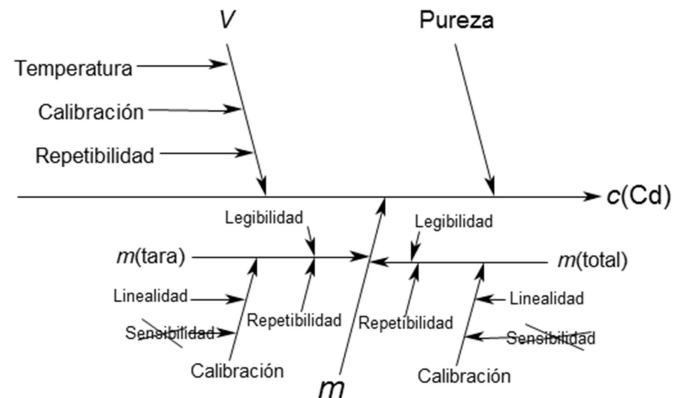 V
Pureza
Temperatura
Calibración
Repetibilidad
c(Cd)
Legibilidad
Legibilidad
m(tara)
m(total)
Linealidad
Repetibilidad
Repetibilidad
Linealidad
Sensibilidad
Sensibilidad
Calibración
m
Calibración